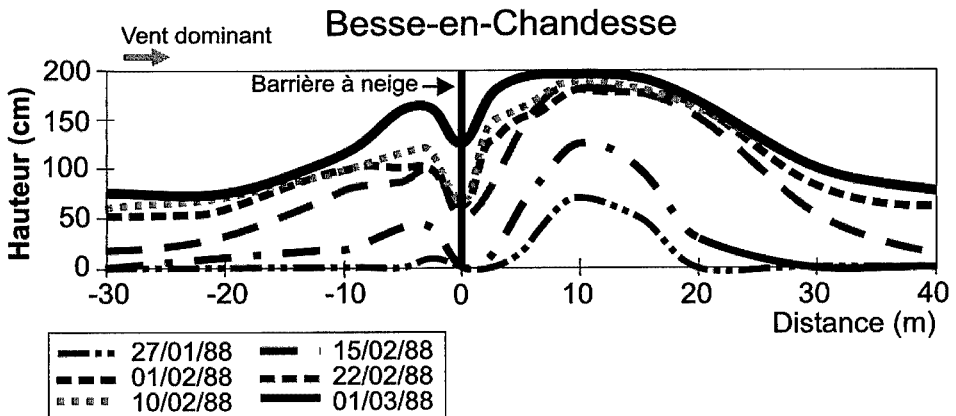 Besse-en-Chandesse
Vent dominant
Barrière à neige
Hauteur (cm)
200
150
100
50
0
-30 -20 -10 0 10 20 30 40
Distance (m)
27/01/88 15/02/88
01/02/88 22/02/88
10/02/88 01/03/88